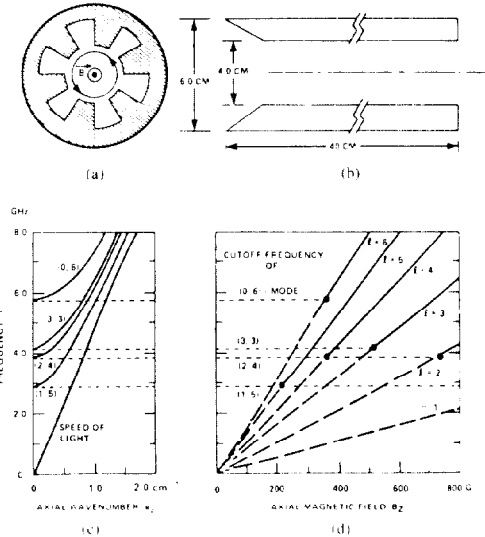 B
6.0 CM
4.0 CM
40 CM
(a)
(b)
GHz
8.0
6.0
4.0
2.0
0
(0, 6)
(3, 3)
(2, 4)
(1, 5)
SPEED OF
LIGHT
0
1.0
2.0 cm
AXIAL WAVENUMBER
(c)
CUTOFF FREQUENCY
OF
(0, 6) MODE
(3, 3)
(2, 4)
(1, 5)
ℓ = 6
ℓ = 5
ℓ = 4
ℓ = 3
ℓ = 2
0
200
400
600
800 G
AXIAL MAGNETIC FIELD Bz
(d)